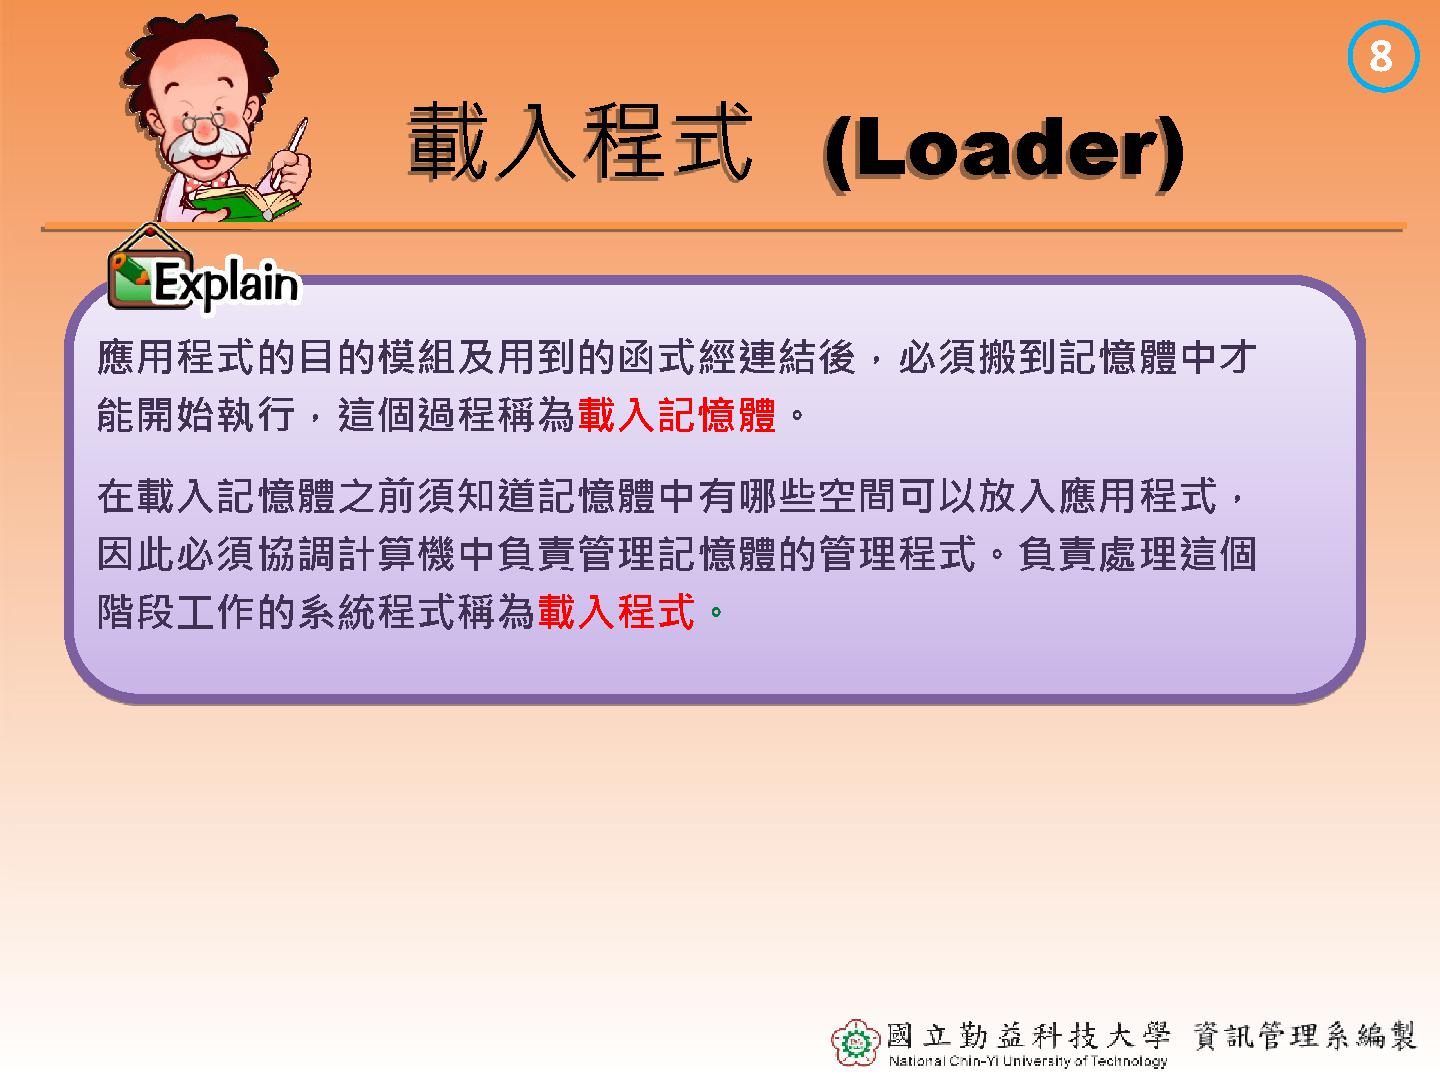 8
載入程式 (Loader)
Explain
應用程式的目的模組及用到的函式經連結後，必須搬到記憶體中才
能開始執行，這個過程稱為載入記憶體。
在載入記憶體之前須知道記憶體中有哪些空間可以放入應用程式，
因此必須協調計算機中負責管理記憶體的管理程式。負責處理這個
階段工作的系統程式稱為載入程式。
國立勤益科技大學 資訊管理系編製
National Chin-Yi University of Technology